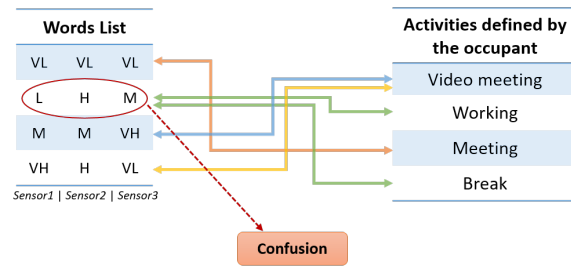 Words List
VL VL VL
L H M
M M VH
VH H VL
Sensor1 | Sensor2 | Sensor3
Activities defined by
the occupant
Video meeting
Working
Meeting
Break
Confusion